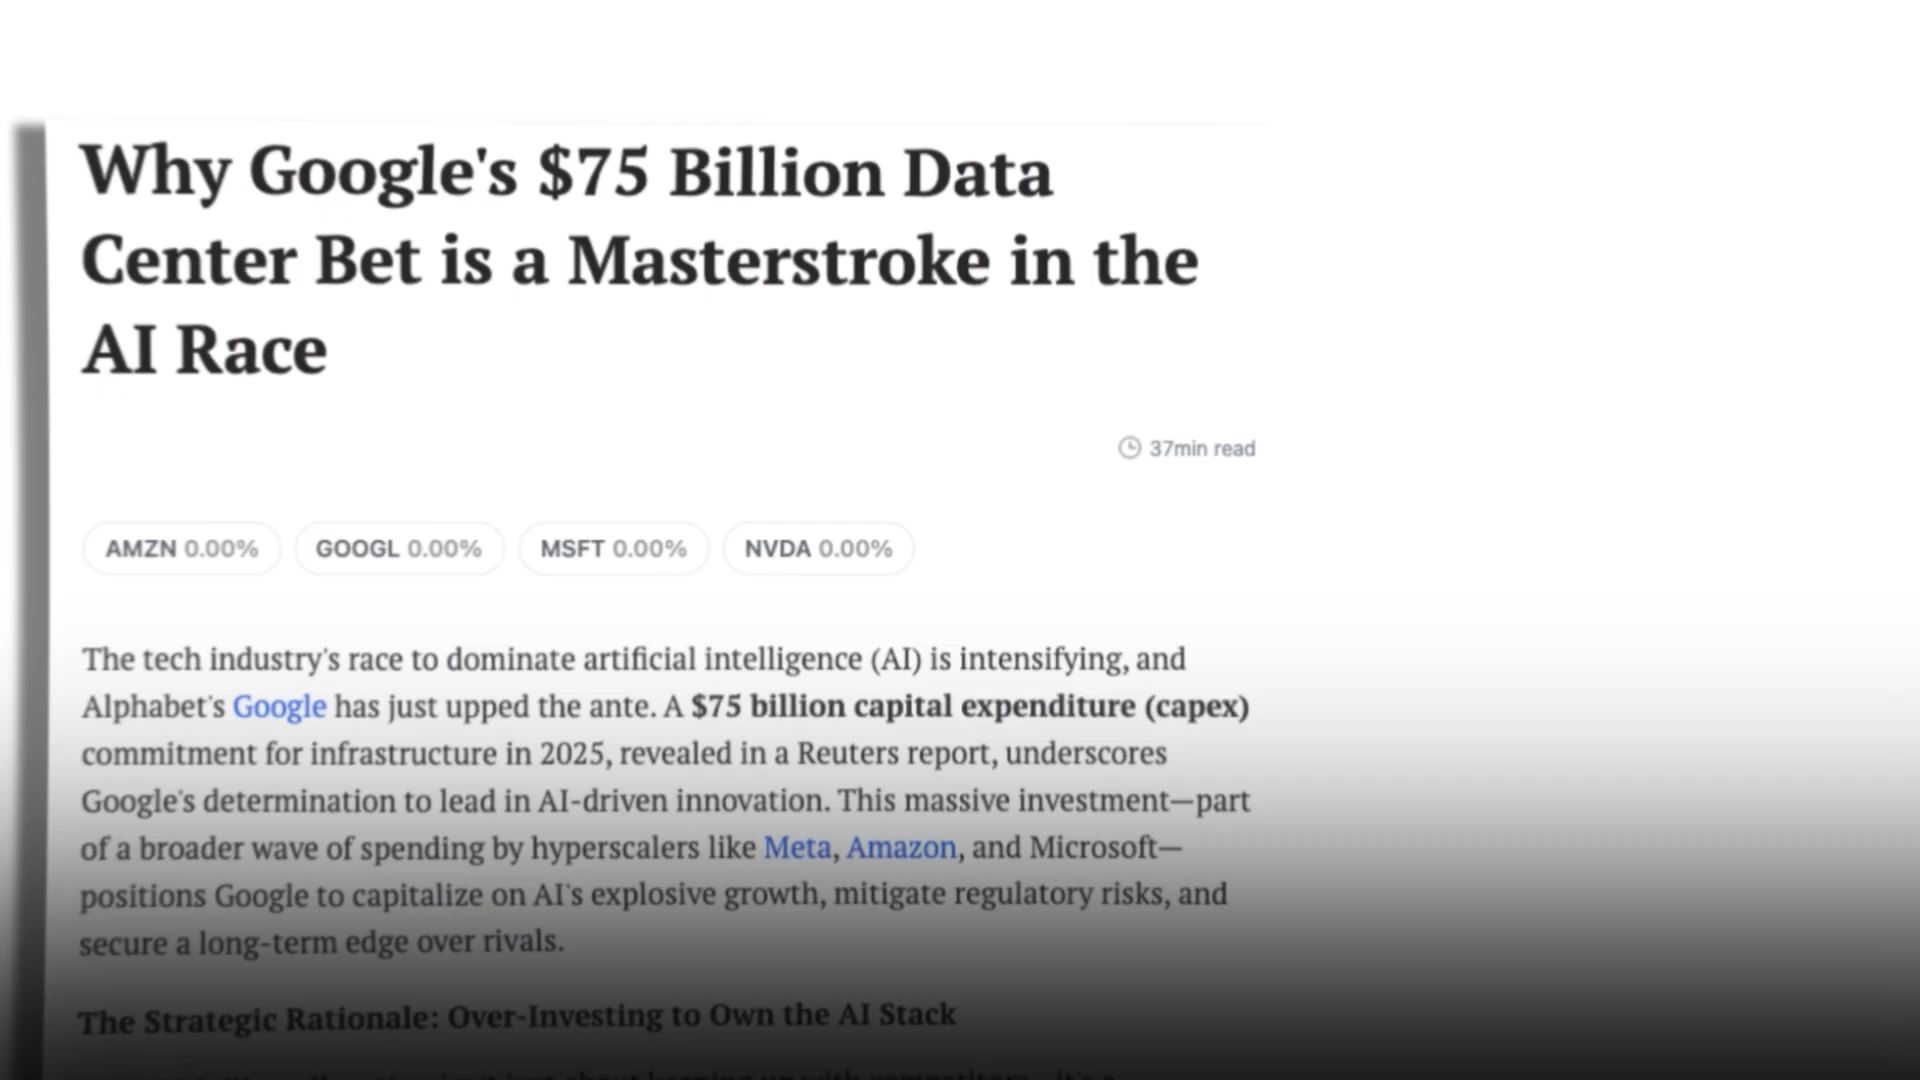 Why Google's $75 Billion Data
Center Bet is a Masterstroke in the
AI Race
37min read
AMZN 0.00% GOOGL 0.00% MSFT 0.00% NVDA 0.00%
The tech industry's race to dominate artificial intelligence (AI) is intensifying, and
Alphabet's Google has just upped the ante. A $75 billion capital expenditure (capex)
commitment for infrastructure in 2025, revealed in a Reuters report, underscores
Google's determination to lead in AI-driven innovation. This massive investment—part
of a broader wave of spending by hyperscalers like Meta, Amazon, and Microsoft—
positions Google to capitalize on AI's explosive growth, mitigate regulatory risks, and
secure a long-term edge over rivals.
The Strategic Rationale: Over-Investing to Own the AI Stack